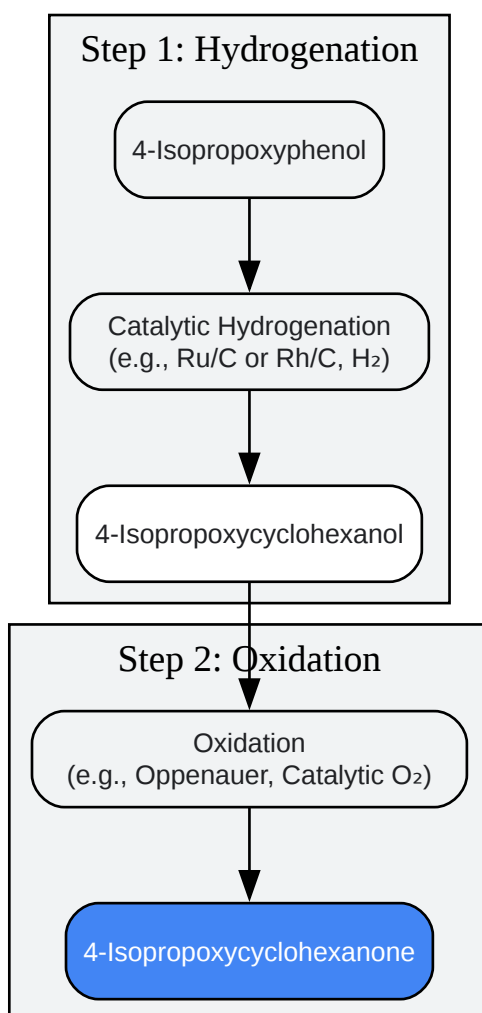 Step 1: Hydrogenation
4-Isopropoxyphenol
Catalytic Hydrogenation
(e.g., Ru/C or Rh/C, H₂)
4-Isopropoxycyclohexanol
Step 2: Oxidation
Oxidation
(e.g., Oppenauer, Catalytic O₂)
4-Isopropoxycyclohexanone